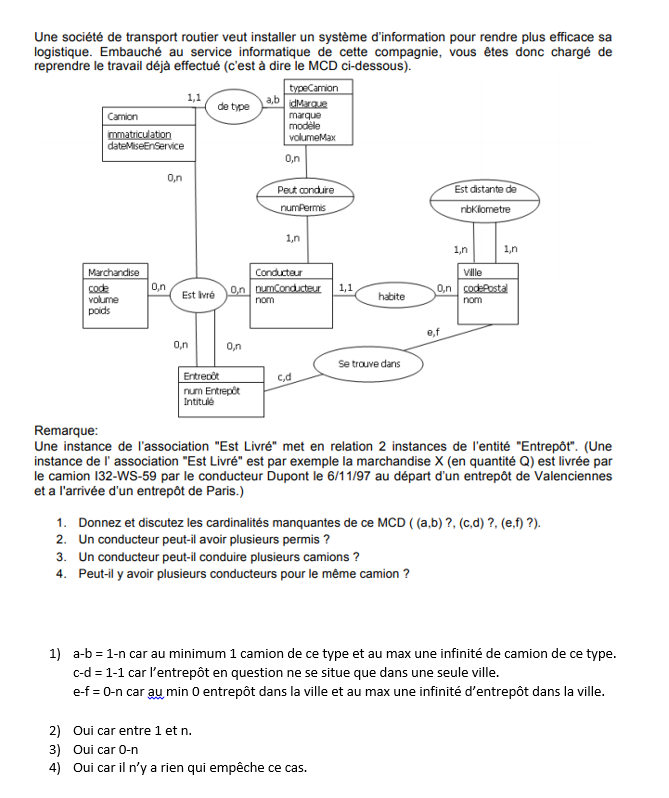 Une société de transport routier veut installer un système d'information pour rendre plus efficace sa
logistique. Embauché au service informatique de cette compagnie, vous êtes donc chargé de
reprendre le travail déjà effectué (c'est à dire le MCD ci-dessous).
typeCamion
1,1
de type
a,b
idMarque
marque
modèle
volumeMax
Camion
immatriculation
dateMiseEnService
0,n
0,n
Peut conduire
numPermis
Est distante de
nbKilometre
1,n
1,n
1,n
Marchandise
code
volume
poids
0,n
Est livré
0,n
Conducteur
numConducteur
nom
1,1
habite
0,n
Ville
codePostal
nom
e,f
0,n
0,n
Se trouve dans
c,d
Entrepôt
num Entrepôt
Intitulé
Remarque:
Une instance de l'association "Est Livré" met en relation 2 instances de l'entité "Entrepôt". (Une
instance de l' association "Est Livré" est par exemple la marchandise X (en quantité Q) est livrée par
le camion I32-WS-59 par le conducteur Dupont le 6/11/97 au départ d'un entrepôt de Valenciennes
et a l'arrivée d'un entrepôt de Paris.)
1. Donnez et discutez les cardinalités manquantes de ce MCD ( (a,b) ?, (c,d) ?, (e,f) ?).
2. Un conducteur peut-il avoir plusieurs permis ?
3. Un conducteur peut-il conduire plusieurs camions ?
4. Peut-il y avoir plusieurs conducteurs pour le même camion ?
1) a-b = 1-n car au minimum 1 camion de ce type et au max une infinité de camion de ce type.
c-d = 1-1 car l'entrepôt en question ne se situe que dans une seule ville.
e-f = 0-n car au min 0 entrepôt dans la ville et au max une infinité d'entrepôt dans la ville.
2) Oui car entre 1 et n.
3) Oui car 0-n
4) Oui car il n'y a rien qui empêche ce cas.